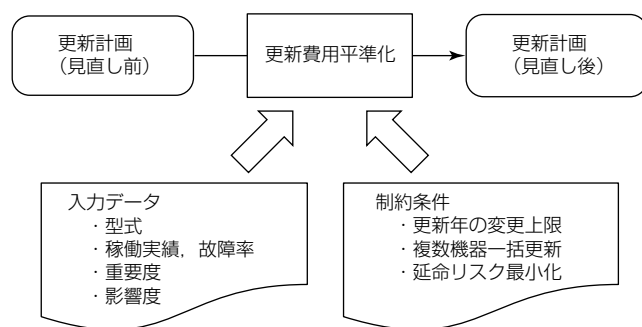 更新計画
（見直し前）
更新費用平準化
更新計画
（見直し後）
入力データ
・型式
・稼働実績，故障率
・重要度
・影響度
制約条件
・更新年の変更上限
・複数機器一括更新
・延命リスク最小化